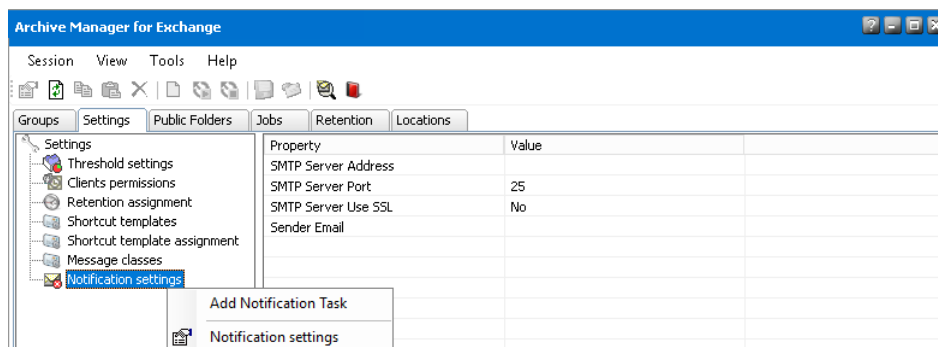 Archive Manager for Exchange
Session View Tools Help
Groups Settings Public Folders Jobs Retention Locations
Settings
Threshold settings
Clients permissions
Retention assignment
Shortcut templates
Shortcut template assignment
Message classes
Notification settings
Add Notification Task
Notification settings
Property Value
SMTP Server Address
SMTP Server Port 25
SMTP Server Use SSL No
Sender Email